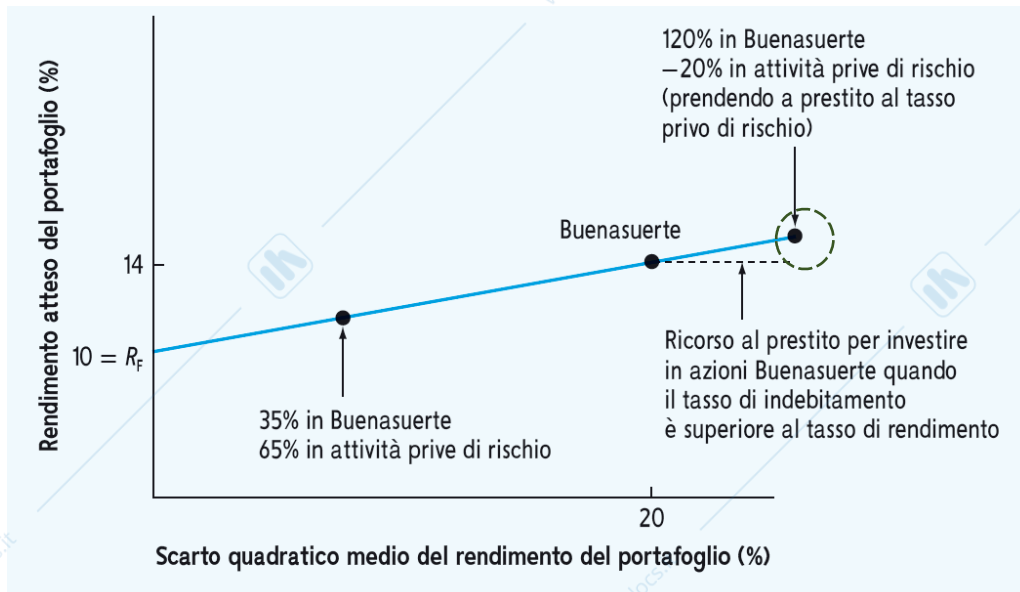 Rendimento atteso del portafoglio (%)
120% in Buenasuerte
−20% in attività prive di rischio
(prendendo a prestito al tasso
privo di rischio)
Buenasuerte
14
10 = RF
35% in Buenasuerte
65% in attività prive di rischio
Ricorso al prestito per investire
in azioni Buenasuerte quando
il tasso di indebitamento
è superiore al tasso di rendimento
20
Scarto quadratico medio del rendimento del portafoglio (%)